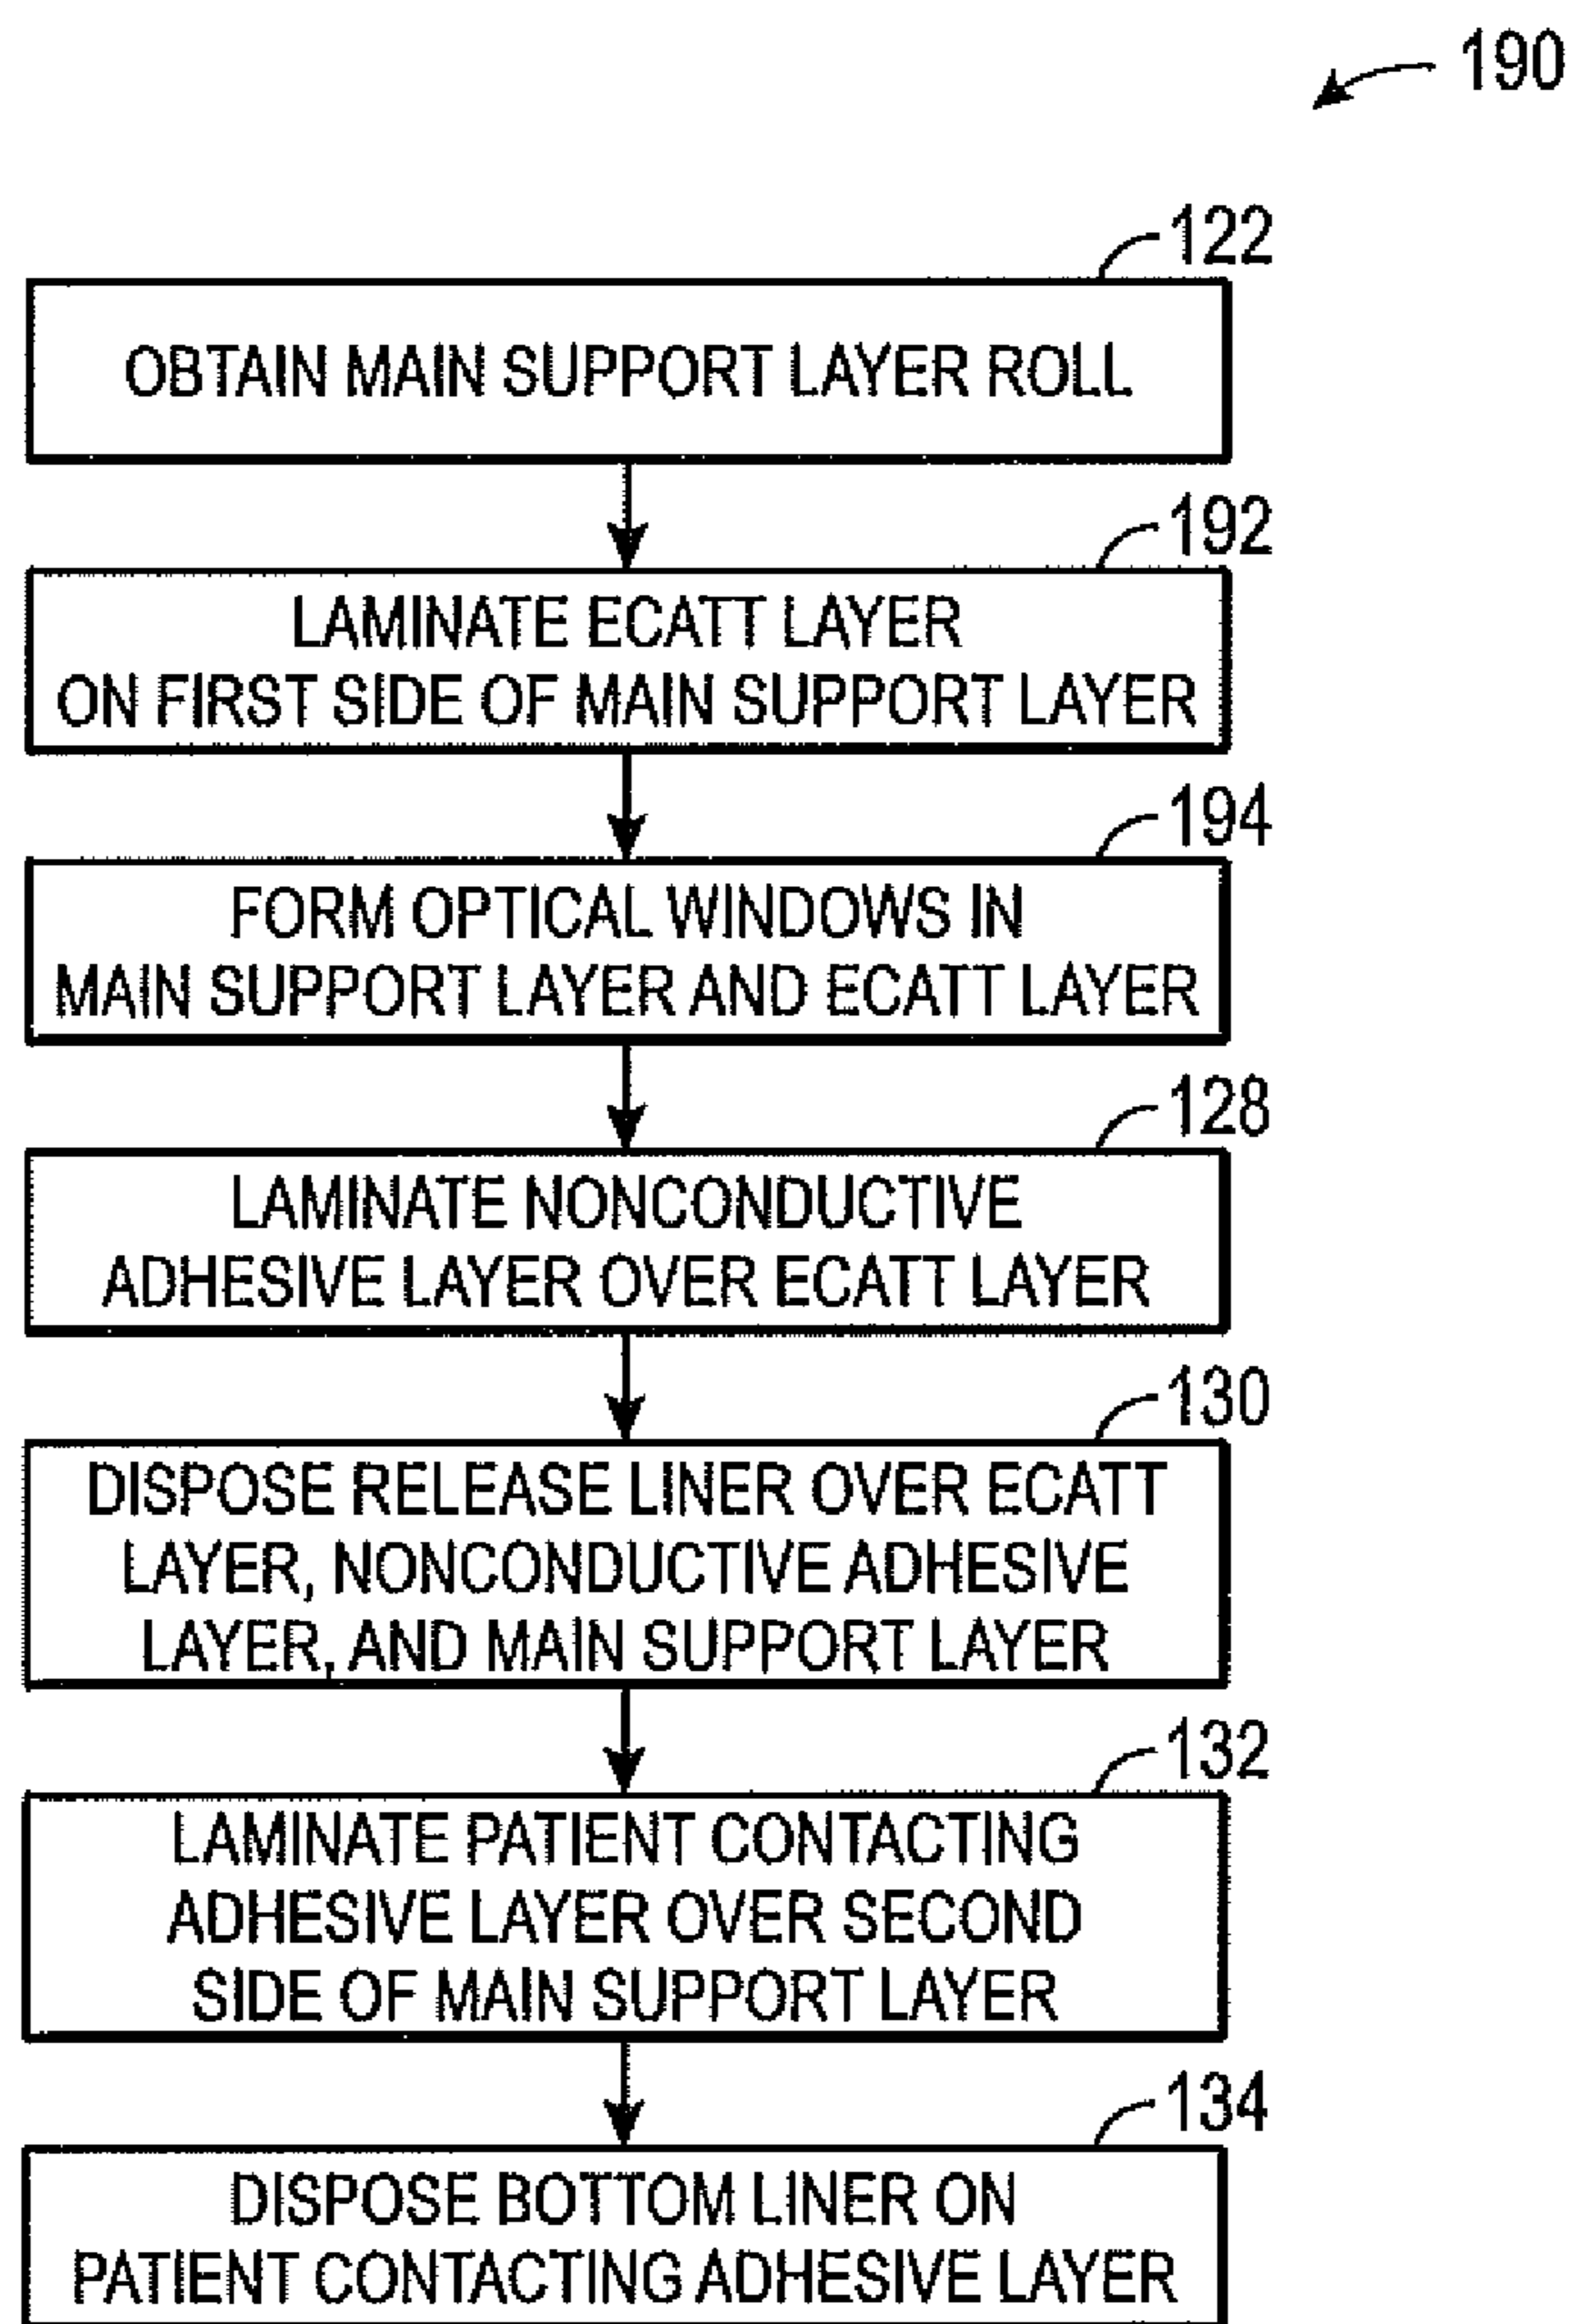 190
122
OBTAIN MAIN SUPPORT LAYER ROLL
192
LAMINATE ECATT LAYER
ON FIRST SIDE OF MAIN SUPPORT LAYER
194
FORM OPTICAL WINDOWS IN
MAIN SUPPORT LAYER AND ECATT LAYER
128
LAMINATE NONCONDUCTIVE
ADHESIVE LAYER OVER ECATT LAYER
130
DISPOSE RELEASE LINER OVER ECATT
LAYER, NONCONDUCTIVE ADHESIVE
LAYER, AND MAIN SUPPORT LAYER
132
LAMINATE PATIENT CONTACTING
ADHESIVE LAYER OVER SECOND
SIDE OF MAIN SUPPORT LAYER
134
DISPOSE BOTTOM LINER ON
PATIENT CONTACTING ADHESIVE LAYER